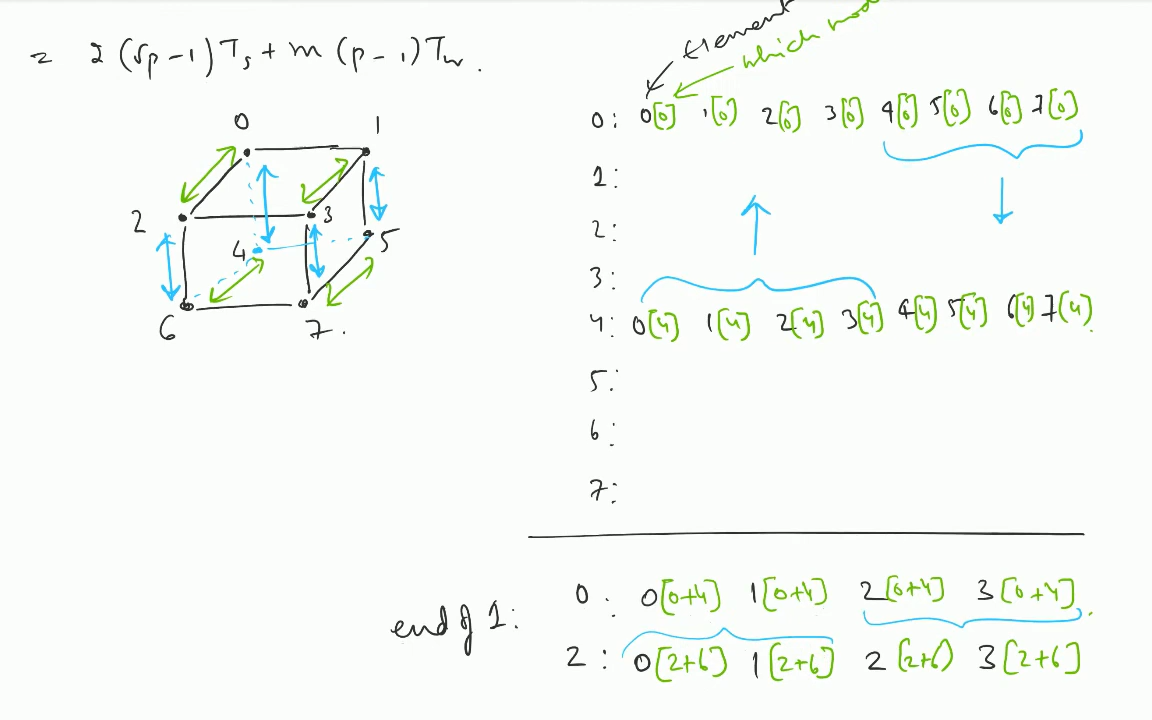 = 2 (√p - 1) Ts + m (p - 1) Tw.
element
which
0: 0[0] 1[0] 2[0] 3[0] 4[0] 5[0] 6[0] 7[0]
0 1
1:
2 3
2:
4 5
3:
6 7.
4: 0[4] 1[4] 2[4] 3[4] 4[4] 5[4] 6[4] 7[4]
5:
6:
7:
end of 1:
0: 0[0+4] 1[0+4] 2[0+4] 3[0+4]
2: 0[2+6] 1[2+6] 2[2+6] 3[2+6]